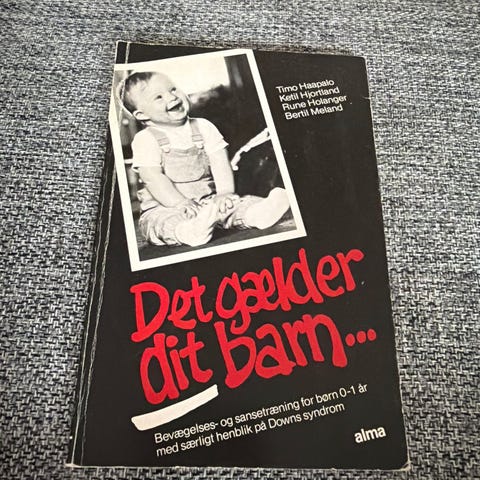 Timo Haapalo
Ketil Hjortland
Rune Holanger
Bertil Meland
Det gælder
dit barn...
Bevægelses- og sansetræning for børn 0-1 år
med særligt henblik på Downs syndrom
alma